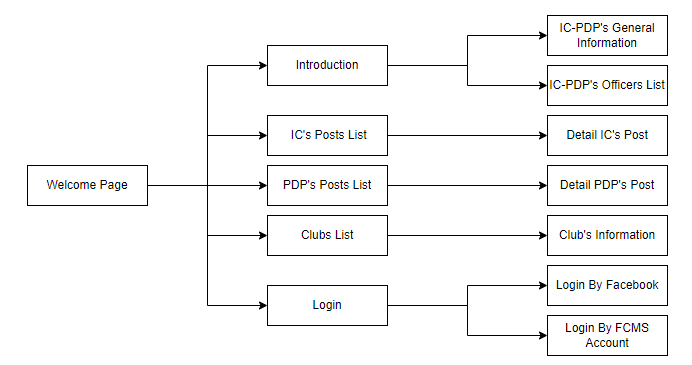 Welcome Page
Introduction
IC's Posts List
PDP's Posts List
Clubs List
Login
IC-PDP's General
Information
IC-PDP's Officers List
Detail IC's Post
Detail PDP's Post
Club's Information
Login By Facebook
Login By FCMS
Account